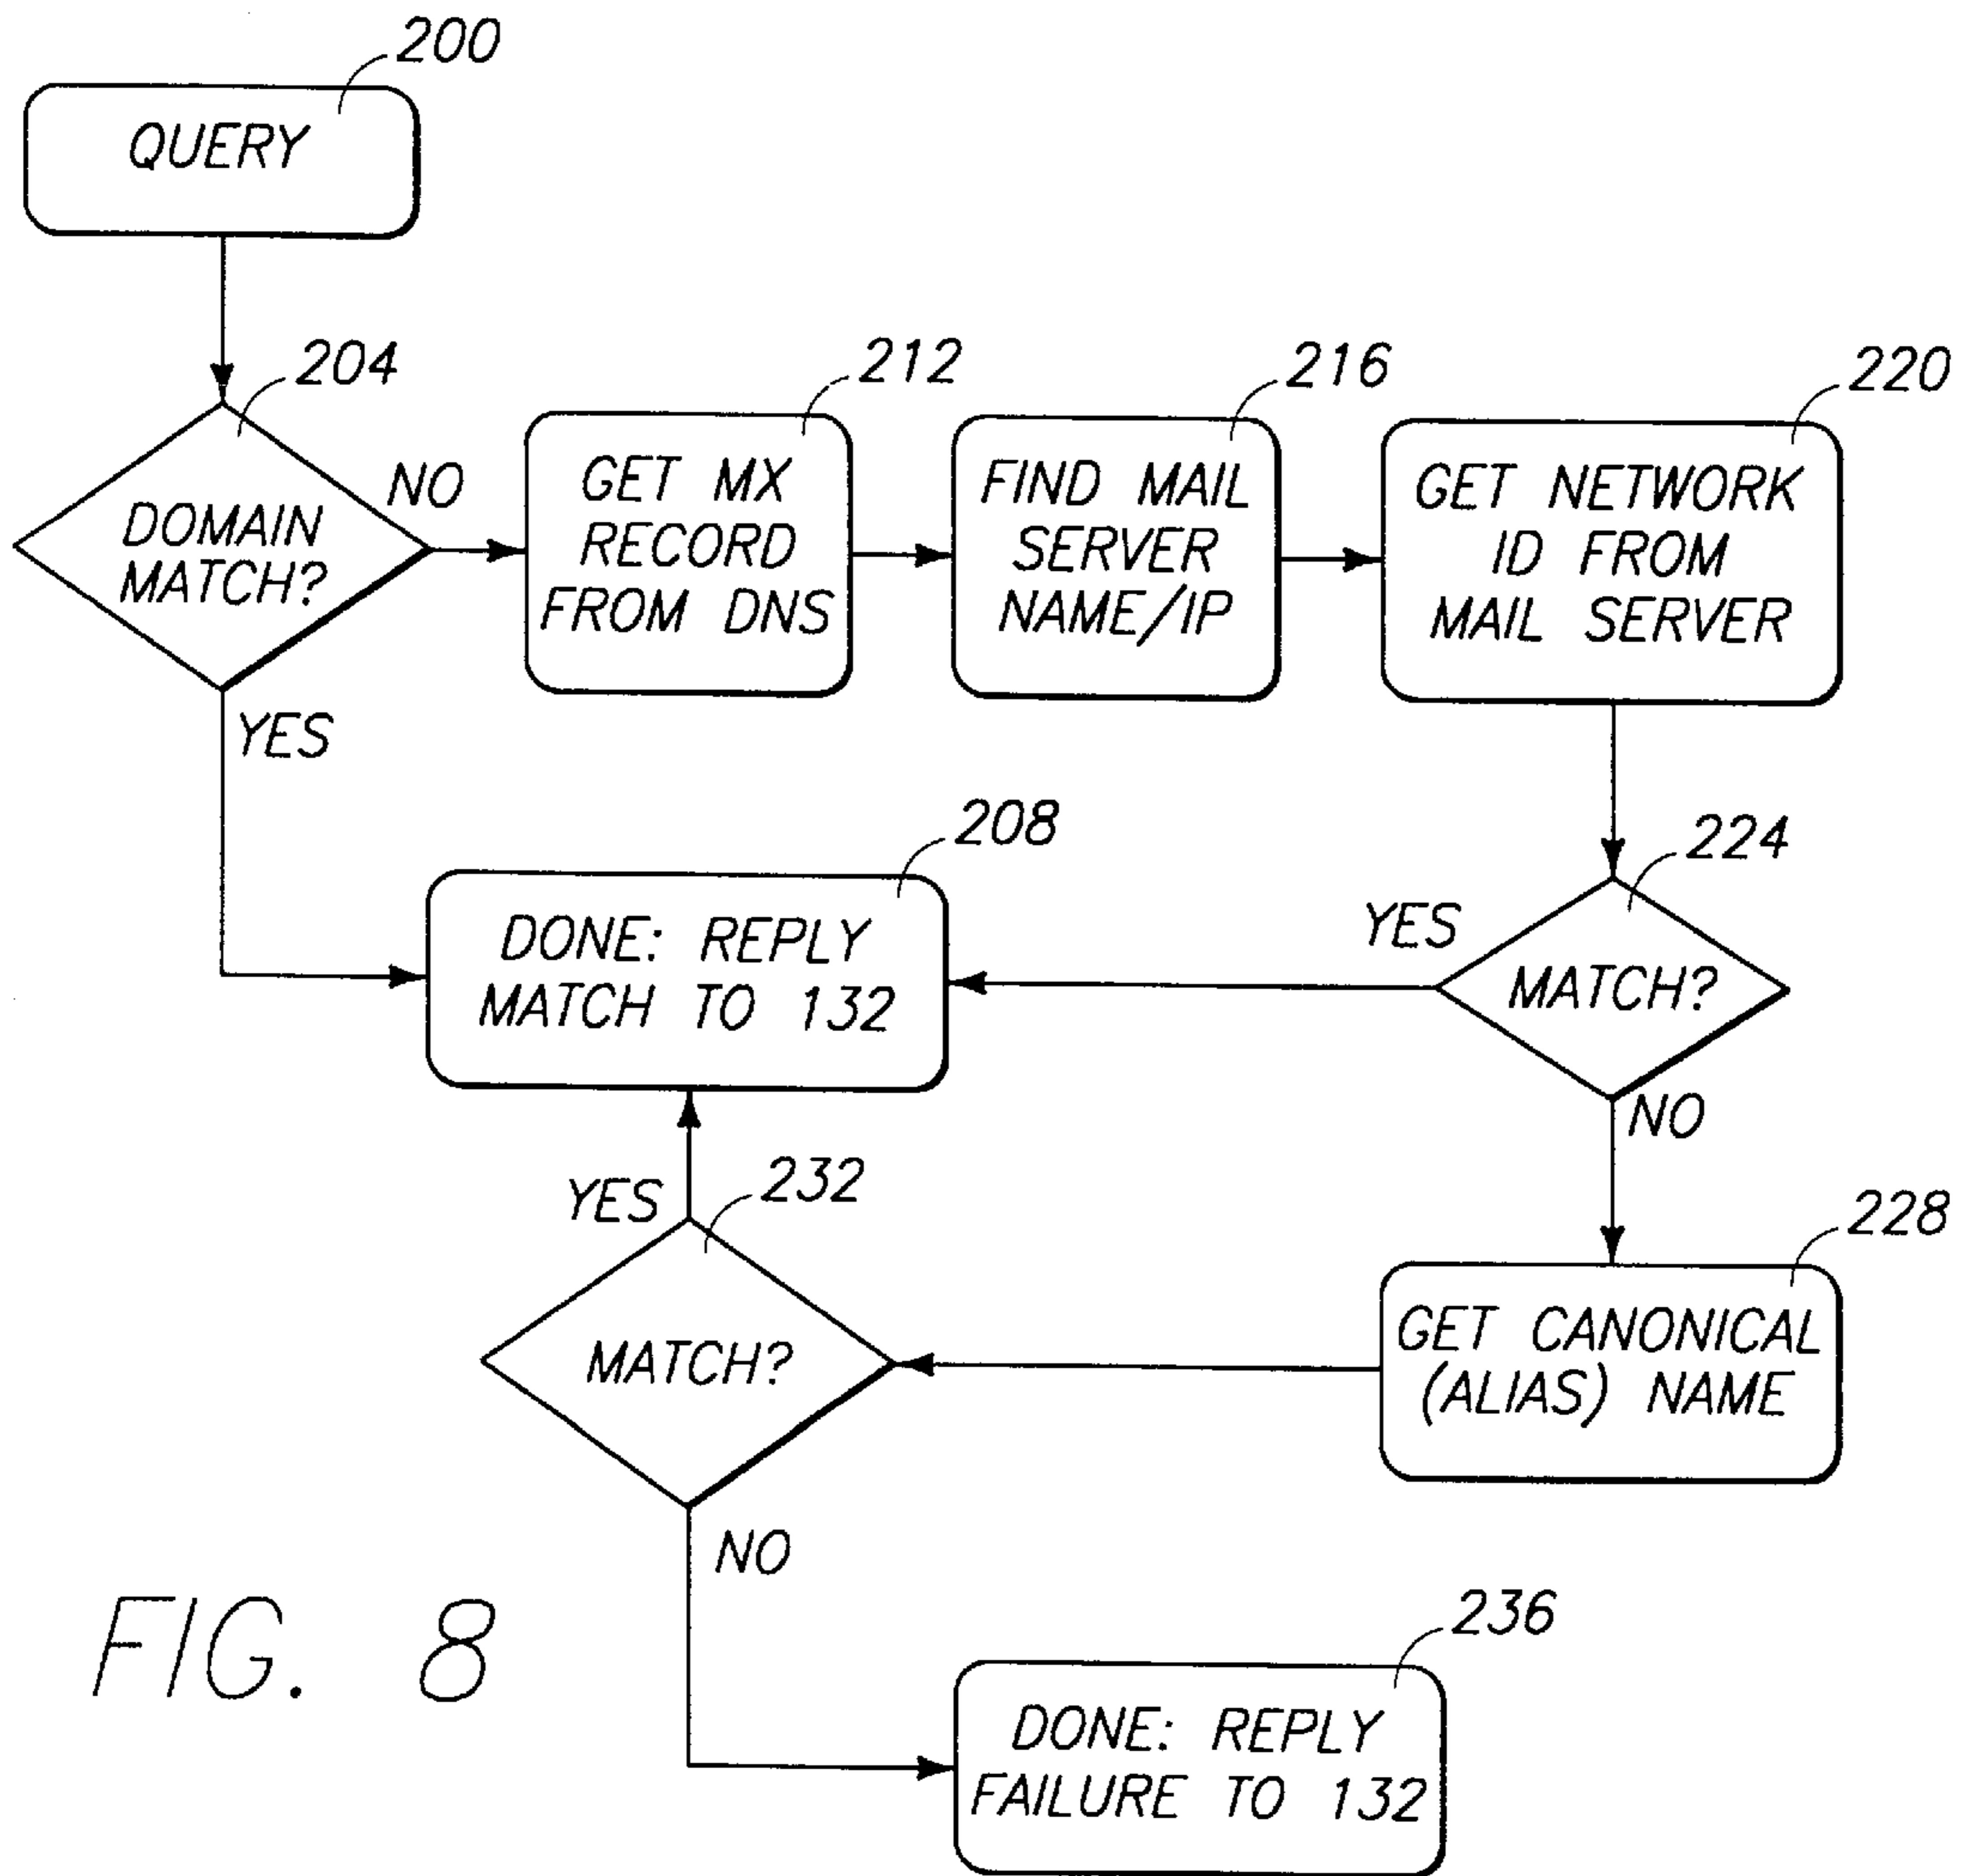 200
QUERY
204
DOMAIN
MATCH?
NO
YES
212
GET MX
RECORD
FROM DNS
216
FIND MAIL
SERVER
NAME/IP
220
GET NETWORK
ID FROM
MAIL SERVER
208
DONE: REPLY
MATCH TO 132
224
YES
MATCH?
NO
232
YES
MATCH?
NO
228
GET CANONICAL
(ALIAS) NAME
236
DONE: REPLY
FAILURE TO 132
FIG. 8